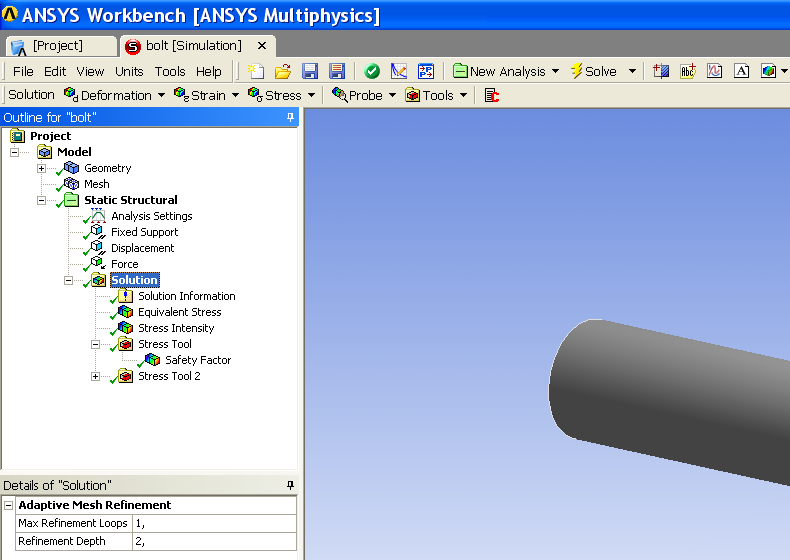 ANSYS Workbench [ANSYS Multiphysics]
[Project] bolt [Simulation]
File Edit View Units Tools Help New Analysis Solve
Solution Deformation Strain Stress Probe Tools
Outline for "bolt"
Project
Model
Geometry
Mesh
Static Structural
Analysis Settings
Fixed Support
Displacement
Force
Solution
Solution Information
Equivalent Stress
Stress Intensity
Stress Tool
Safety Factor
Stress Tool 2
Details of "Solution"
Adaptive Mesh Refinement
Max Refinement Loops 1,
Refinement Depth 2,